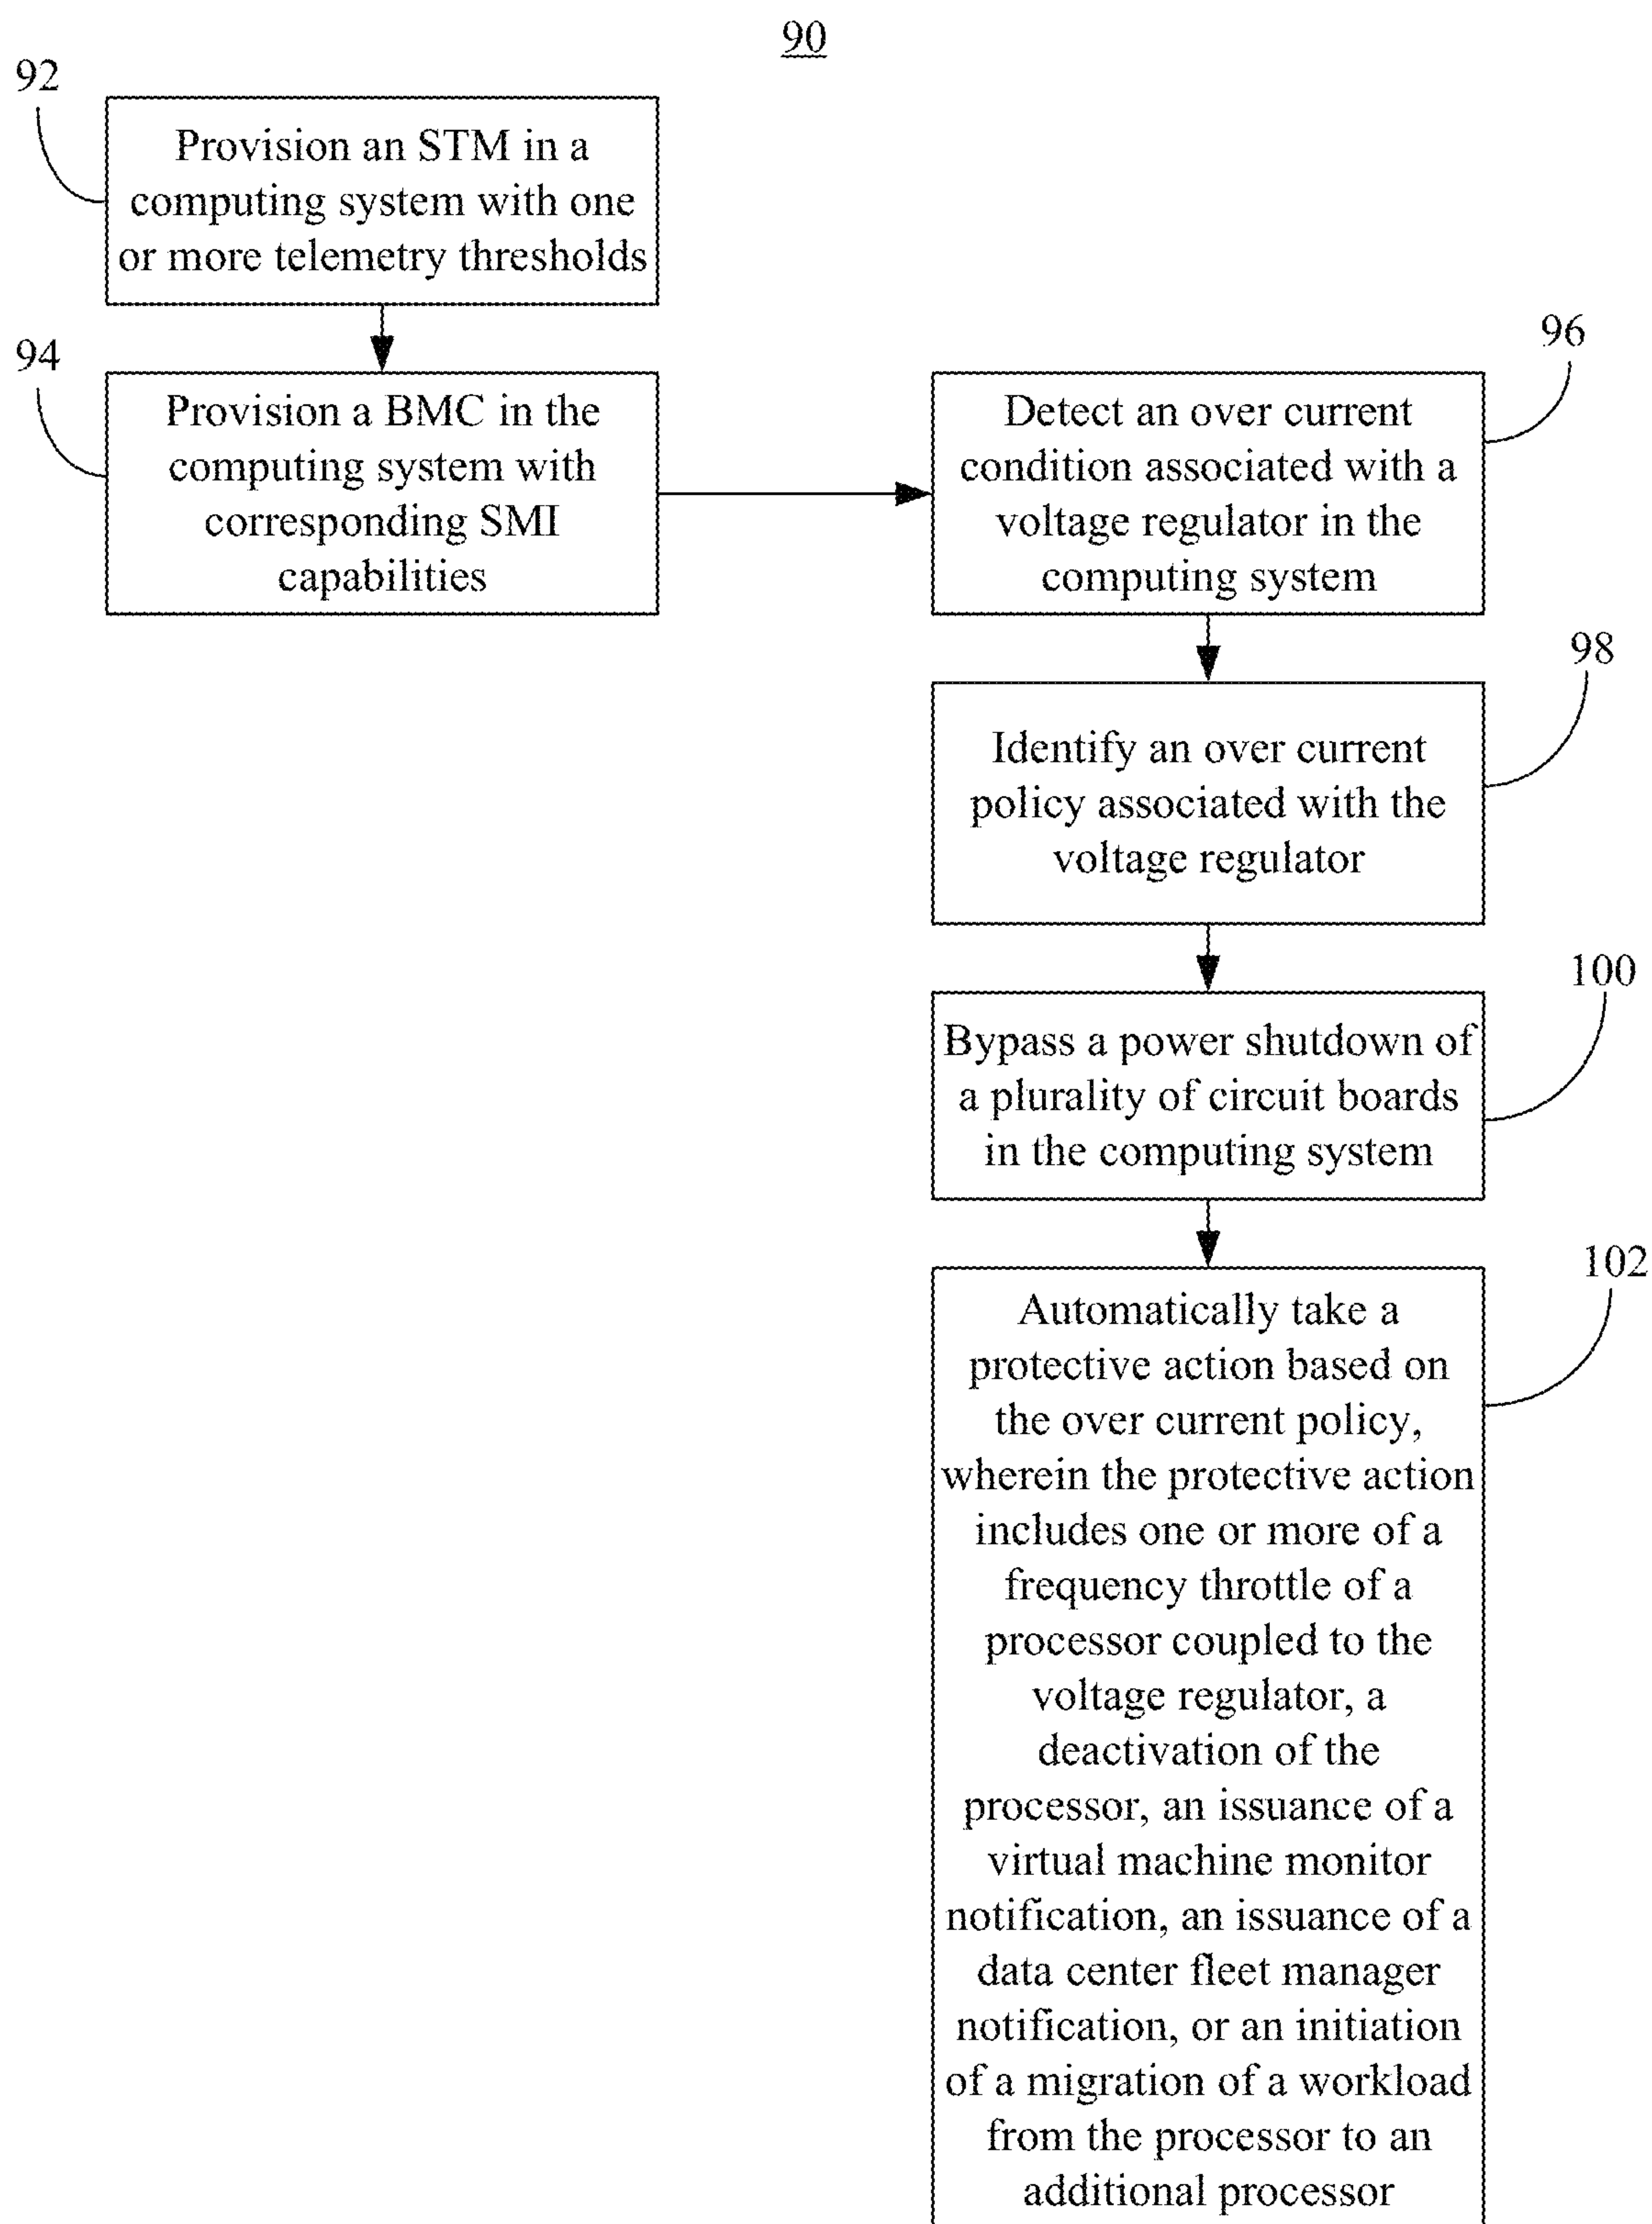 90
92
Provision an STM in a
computing system with one
or more telemetry thresholds
94
Provision a BMC in the
computing system with
corresponding SMI
capabilities
96
Detect an over current
condition associated with a
voltage regulator in the
computing system
98
Identify an over current
policy associated with the
voltage regulator
100
Bypass a power shutdown of
a plurality of circuit boards
in the computing system
102
Automatically take a
protective action based on
the over current policy,
wherein the protective action
includes one or more of a
frequency throttle of a
processor coupled to the
voltage regulator, a
deactivation of the
processor, an issuance of a
virtual machine monitor
notification, an issuance of a
data center fleet manager
notification, or an initiation
of a migration of a workload
from the processor to an
additional processor